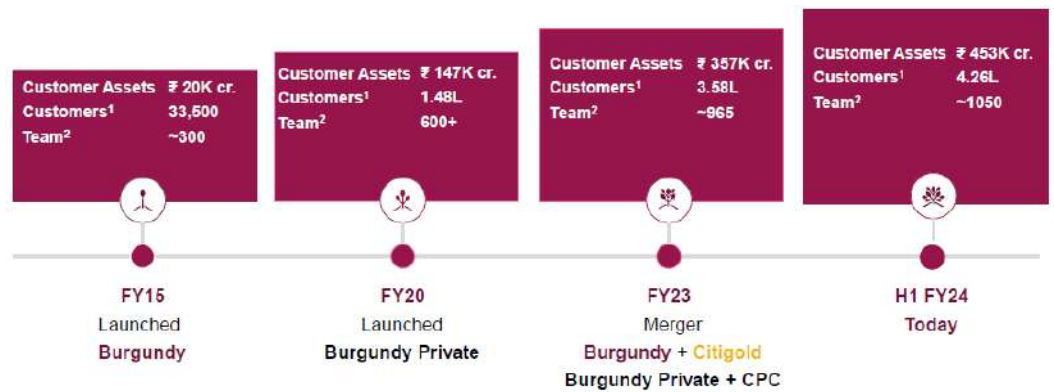 Customer Assets ₹ 20K cr.
Customers¹ 33,500
Team² ~300
Customer Assets ₹ 147K cr.
Customers¹ 1.48L
Team² 600+
Customer Assets ₹ 357K cr.
Customers¹ 3.58L
Team² ~965
Customer Assets ₹ 453K cr.
Customers¹ 4.26L
Team² ~1050
FY15
Launched
Burgundy
FY20
Launched
Burgundy Private
FY23
Merger
Burgundy + Citigold
Burgundy Private + CPC
H1 FY24
Today